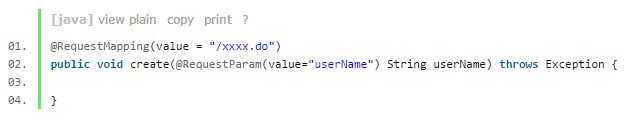 [java] view plain copy print ?
01. @RequestMapping(value = "/xxxx.do")
02. public void create(@RequestParam(value="userName") String userName) throws Exception {
03.
04. }